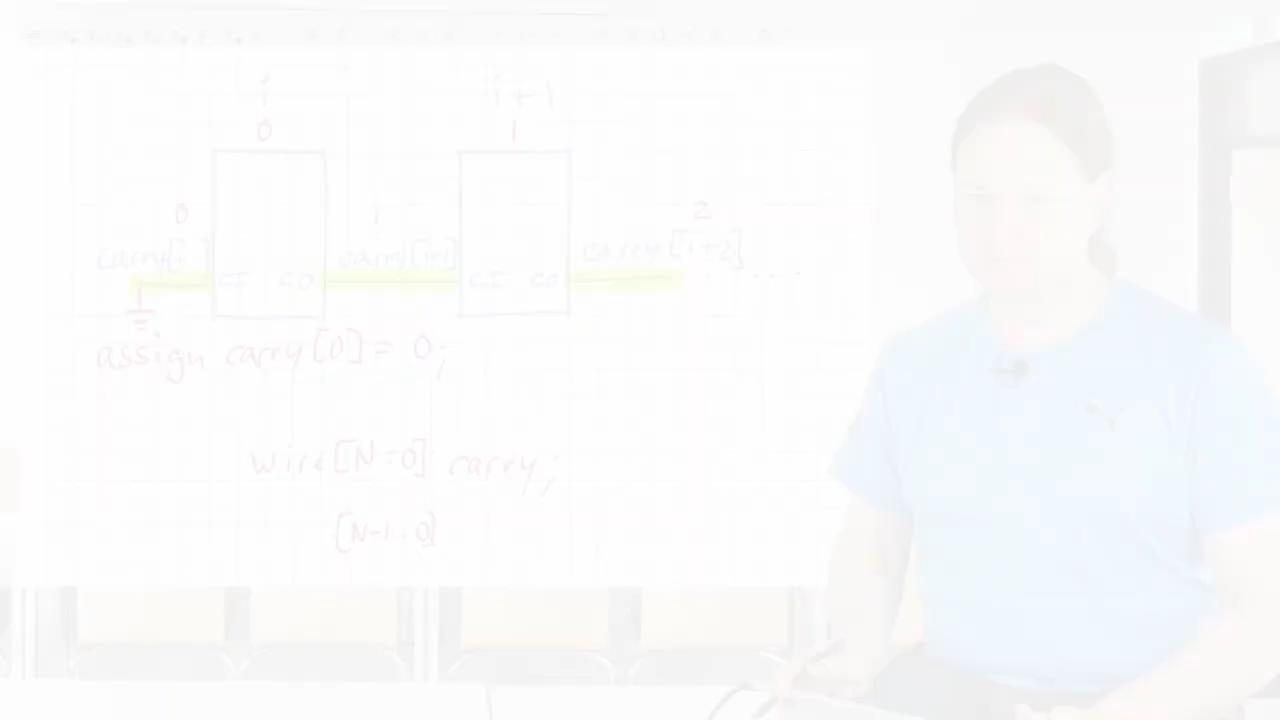 i i+1
0 1
0 1 2
carry[i] carry[i+1] carry[i+2]
CI CO CI CO ...
assign carry[0] = 0;
wire[N:0] carry;
[N-1:0]